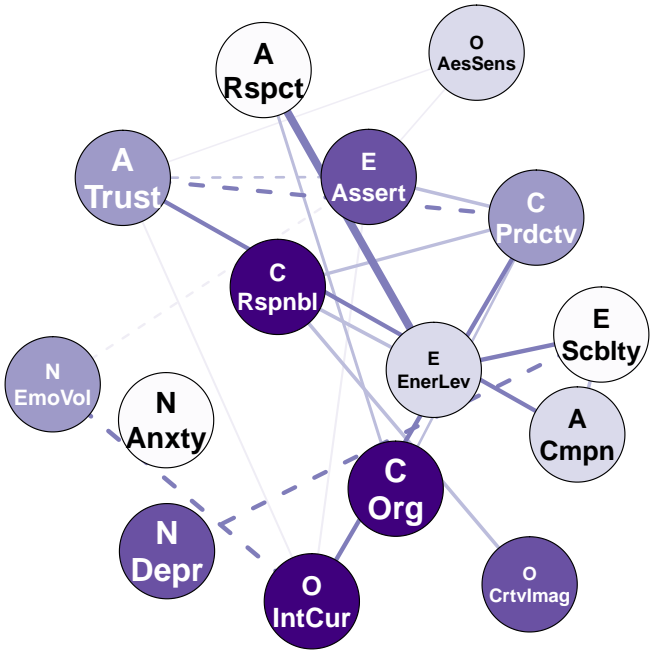 O
AesSens
A
Rspct
A
Trust
E
Assert
C
Prdctv
C
Rspnbl
E
Scblty
E
EnerLev
N
EmoVol
N
Anxty
A
Cmpn
C
Org
N
Depr
O
IntCur
O
CrtvImag